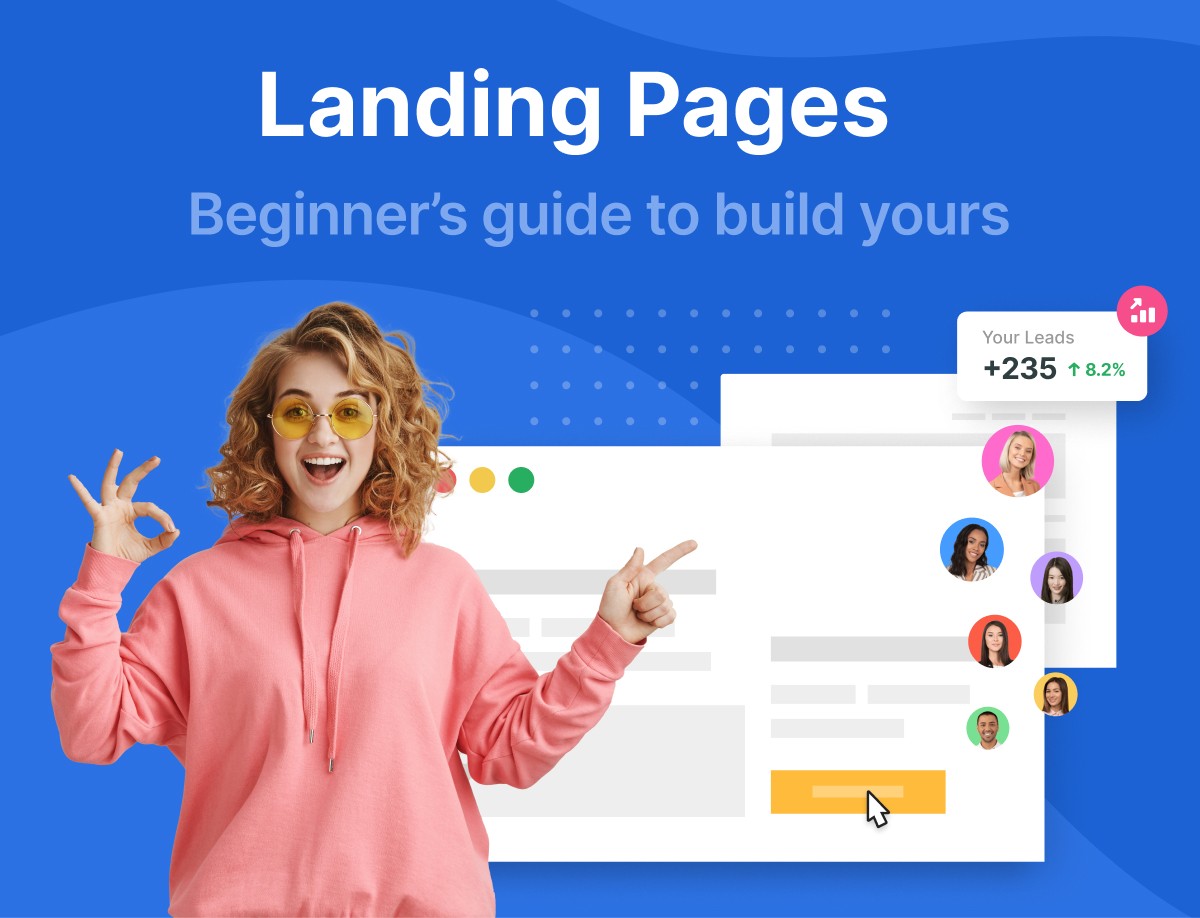 Landing Pages
Beginner’s guide to build yours
Your Leads
+235 ↑ 8.2%